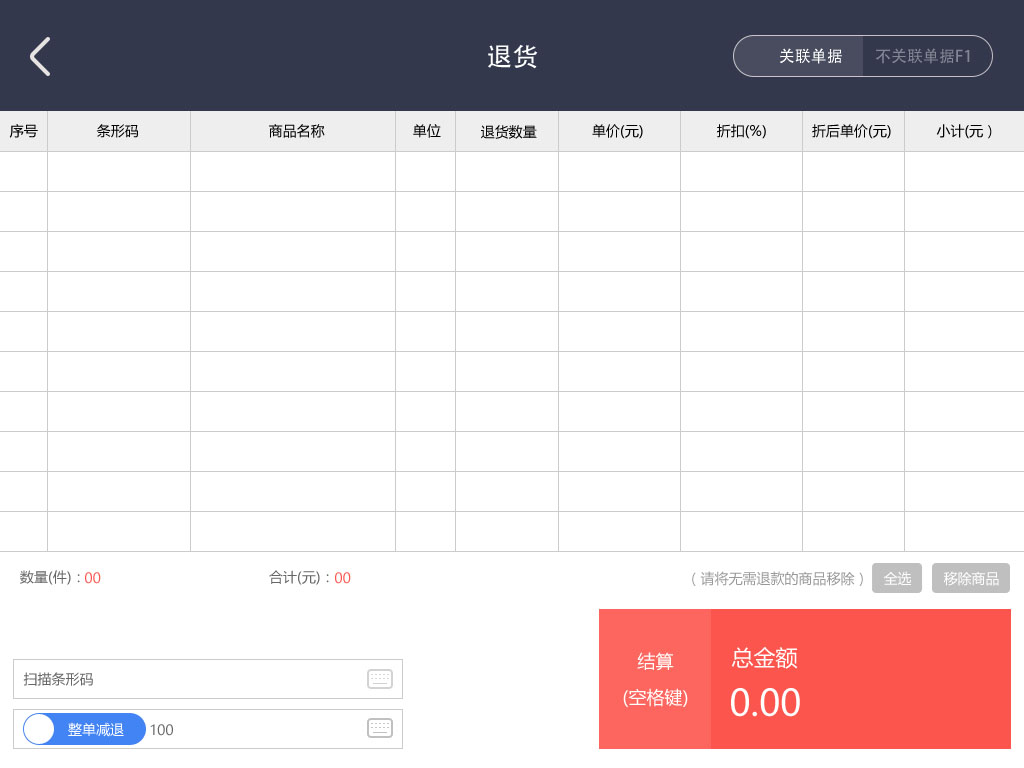 退货
关联单据 不关联单据F1
序号 条形码 商品名称 单位 退货数量 单价(元) 折扣(%) 折后单价(元) 小计(元 )
数量(件) : 00 合计(元) : 00 ( 请将无需退款的商品移除 ) 全选 移除商品
结算
(空格键)
总金额
0.00
扫描条形码
整单减退 100